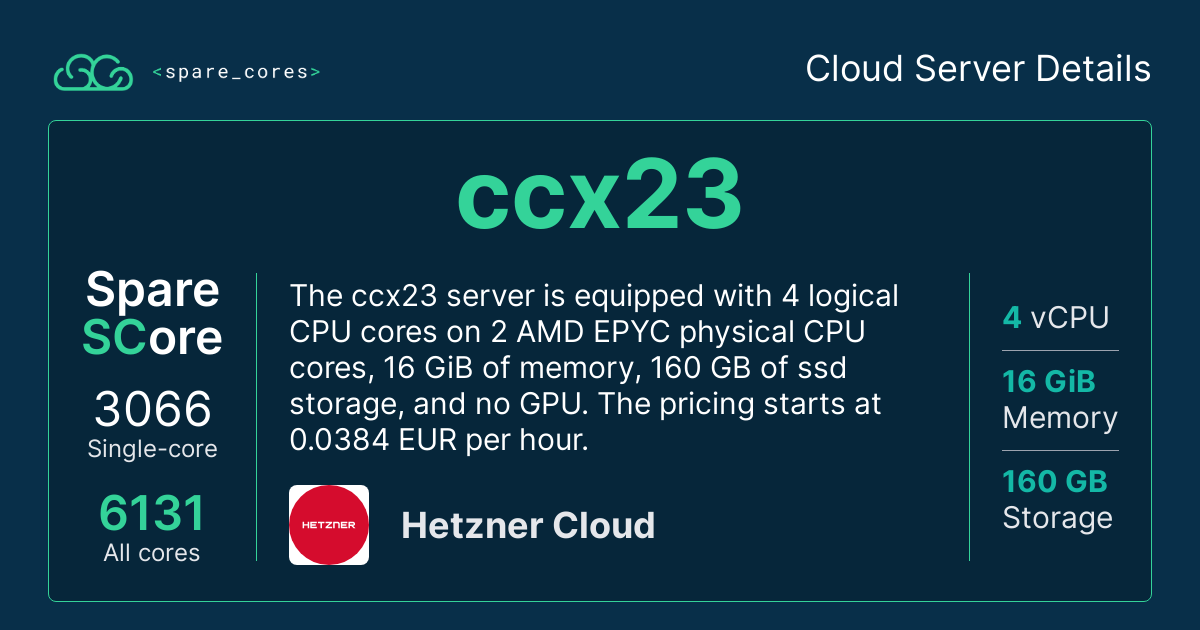 <spare_cores>
Cloud Server Details
ccx23
Spare
SCore
3066
Single-core
6131
All cores
The ccx23 server is equipped with 4 logical
CPU cores on 2 AMD EPYC physical CPU
cores, 16 GiB of memory, 160 GB of ssd
storage, and no GPU. The pricing starts at
0.0384 EUR per hour.
HETZNER
Hetzner Cloud
4 vCPU
16 GiB
Memory
160 GB
Storage